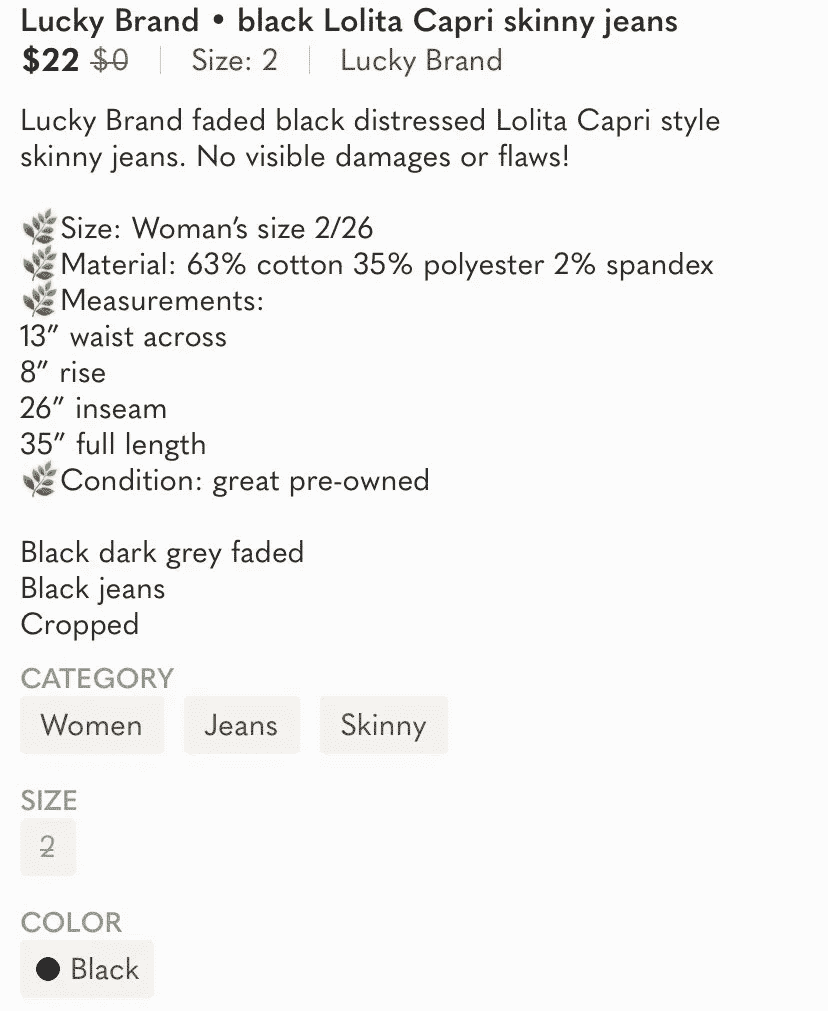 Lucky Brand • black Lolita Capri skinny jeans
$22 $0 Size: 2 Lucky Brand
Lucky Brand faded black distressed Lolita Capri style
skinny jeans. No visible damages or flaws!
🌿Size: Woman’s size 2/26
🌿Material: 63% cotton 35% polyester 2% spandex
🌿Measurements:
13” waist across
8” rise
26” inseam
35” full length
🌿Condition: great pre-owned
Black dark grey faded
Black jeans
Cropped
CATEGORY
Women Jeans Skinny
SIZE
2
COLOR
Black